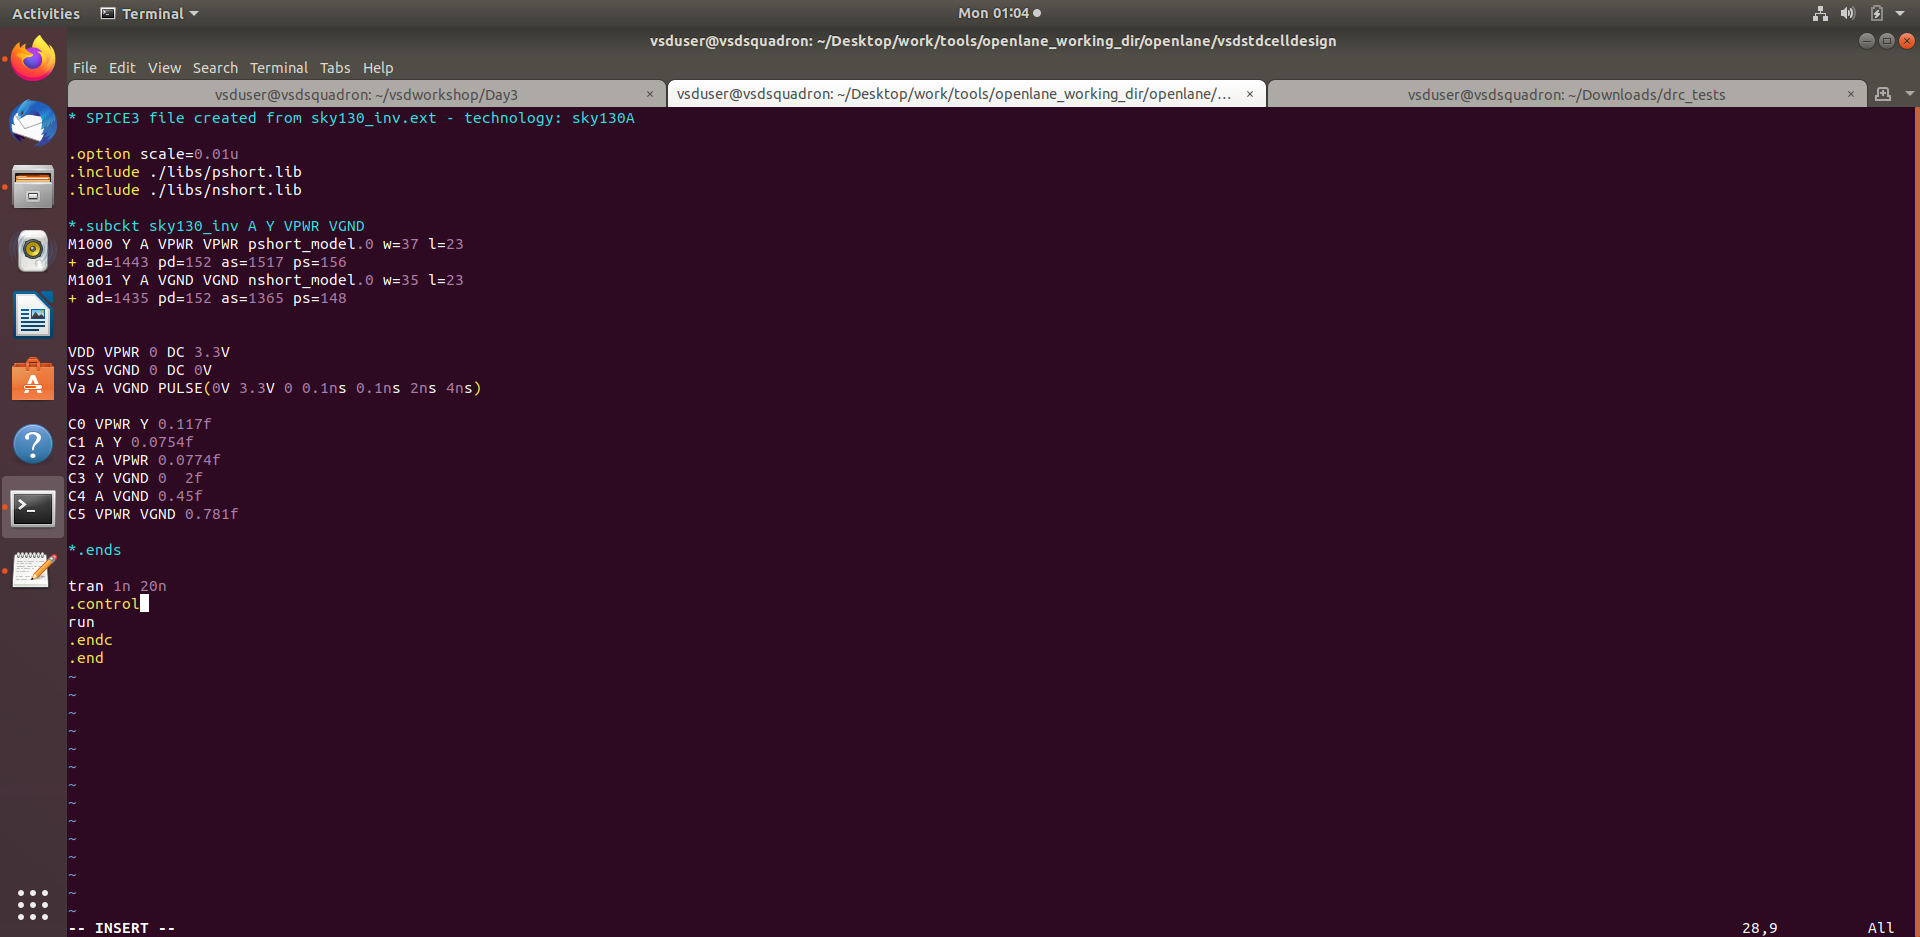 Activities Terminal Mon 01:04
vsduser@vsdsquadron: ~/Desktop/work/tools/openlane_working_dir/openlane/vsdstdcelldesign
File Edit View Search Terminal Tabs Help
vsduser@vsdsquadron: ~/vsdworkshop/Day3 × vsduser@vsdsquadron: ~/Desktop/work/tools/openlane_working_dir/openlane/... × vsduser@vsdsquadron: ~/Downloads/drc_tests ×
* SPICE3 file created from sky130_inv.ext - technology: sky130A
.option scale=0.01u
.include ./libs/pshort.lib
.include ./libs/nshort.lib
*.subckt sky130_inv A Y VPWR VGND
M1000 Y A VPWR VPWR pshort_model.0 w=37 l=23
+ ad=1443 pd=152 as=1517 ps=156
M1001 Y A VGND VGND nshort_model.0 w=35 l=23
+ ad=1435 pd=152 as=1365 ps=148
VDD VPWR 0 DC 3.3V
VSS VGND 0 DC 0V
Va A VGND PULSE(0V 3.3V 0 0.1ns 0.1ns 2ns 4ns)
C0 VPWR Y 0.117f
C1 A Y 0.0754f
C2 A VPWR 0.0774f
C3 Y VGND 0  2f
C4 A VGND 0.45f
C5 VPWR VGND 0.781f
*.ends
tran 1n 20n
.control
run
.endc
.end
~
~
~
~
~
~
~
~
~
~
~
~
~
~
-- INSERT -- 28,9 All